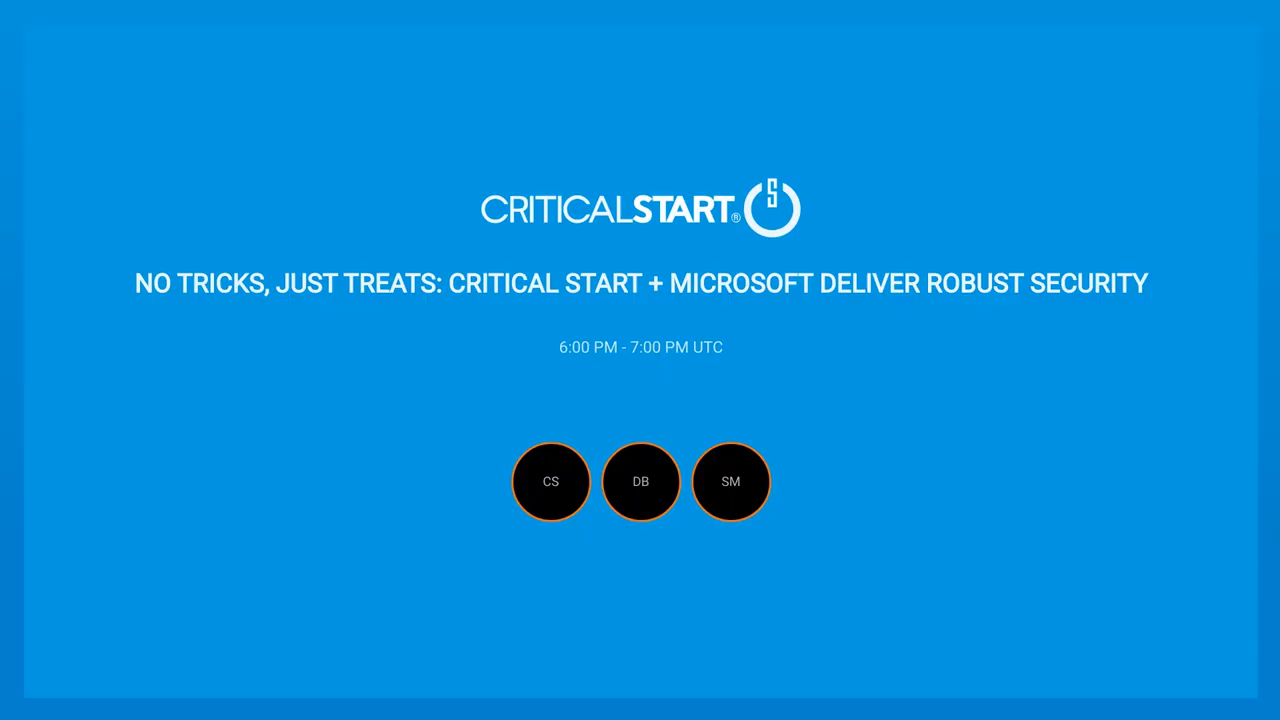 CRITICALSTART®
NO TRICKS, JUST TREATS: CRITICAL START + MICROSOFT DELIVER ROBUST SECURITY
6:00 PM - 7:00 PM UTC
CS DB SM